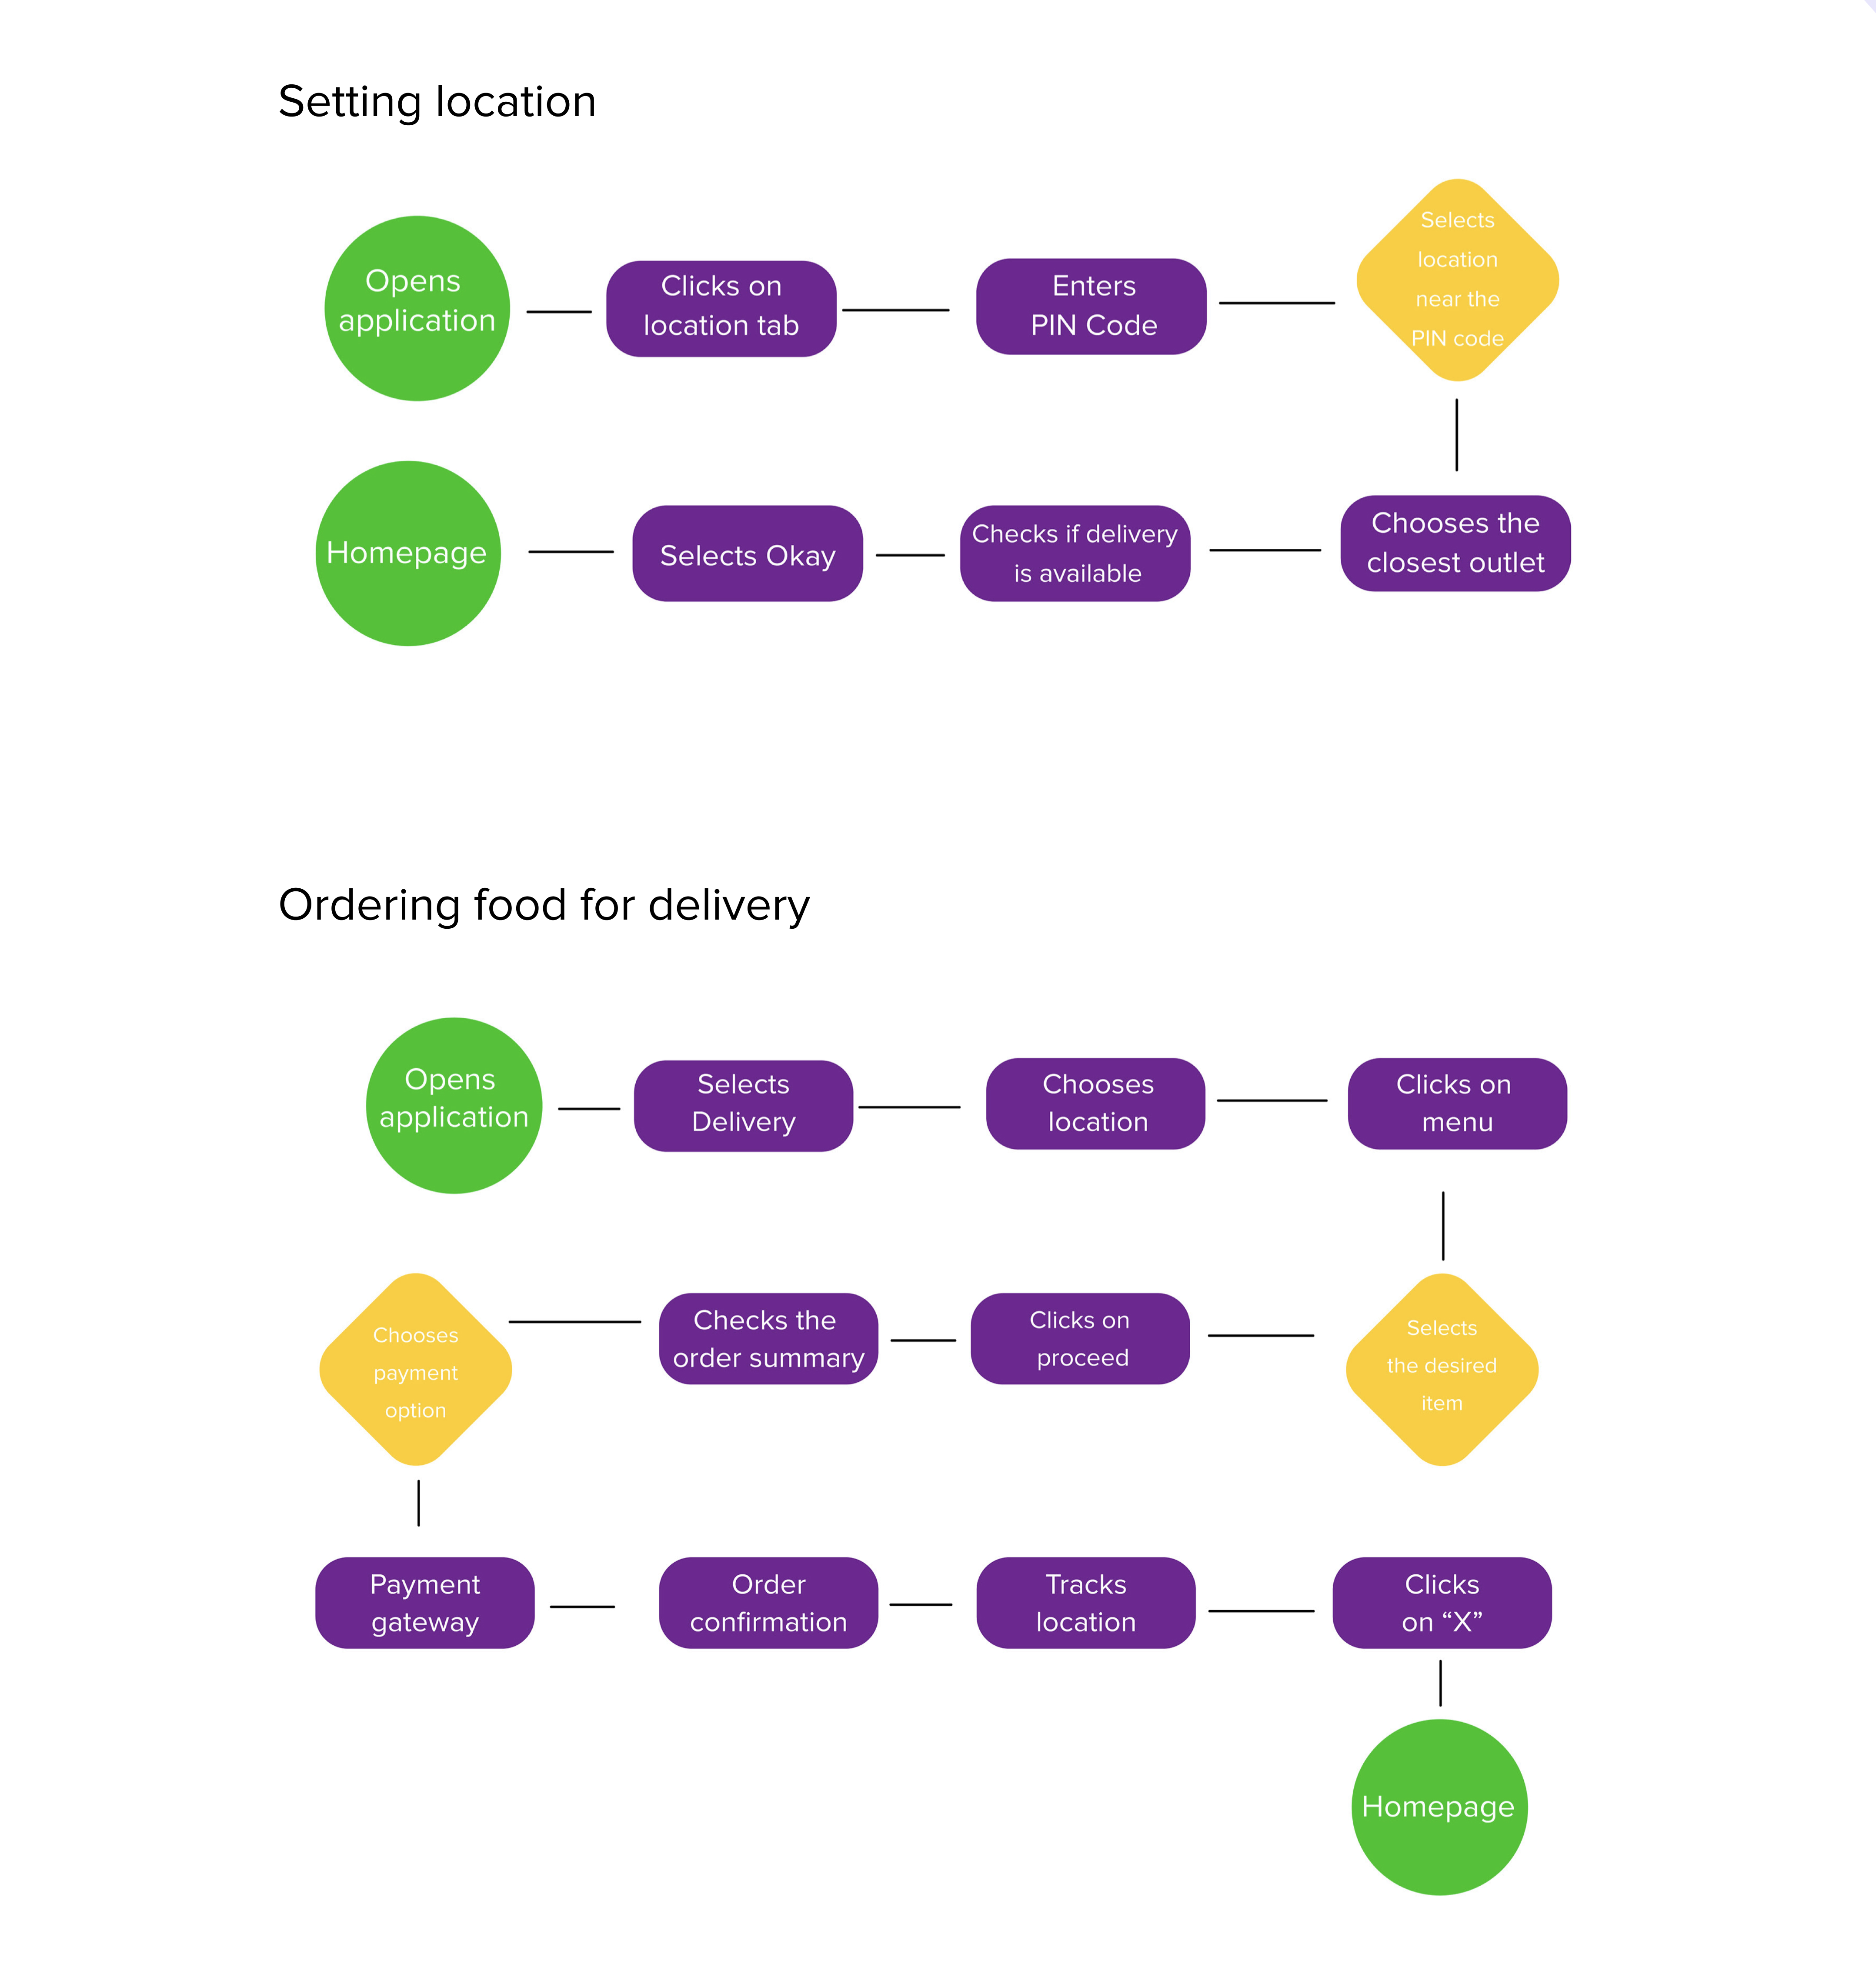 Setting location
Opens
application
Clicks on
location tab
Enters
PIN Code
Selects
location
near the
PIN code
Homepage
Selects Okay
Checks if delivery
is available
Chooses the
closest outlet
Ordering food for delivery
Opens
application
Selects
Delivery
Chooses
location
Clicks on
menu
Chooses
payment
option
Checks the
order summary
Clicks on
proceed
Selects
the desired
item
Payment
gateway
Order
confirmation
Tracks
location
Clicks
on “X”
Homepage